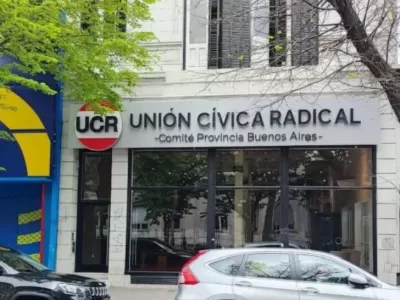 UCR
UNIÓN CÍVICA RADICAL
-Comité Provincia Buenos Aires-